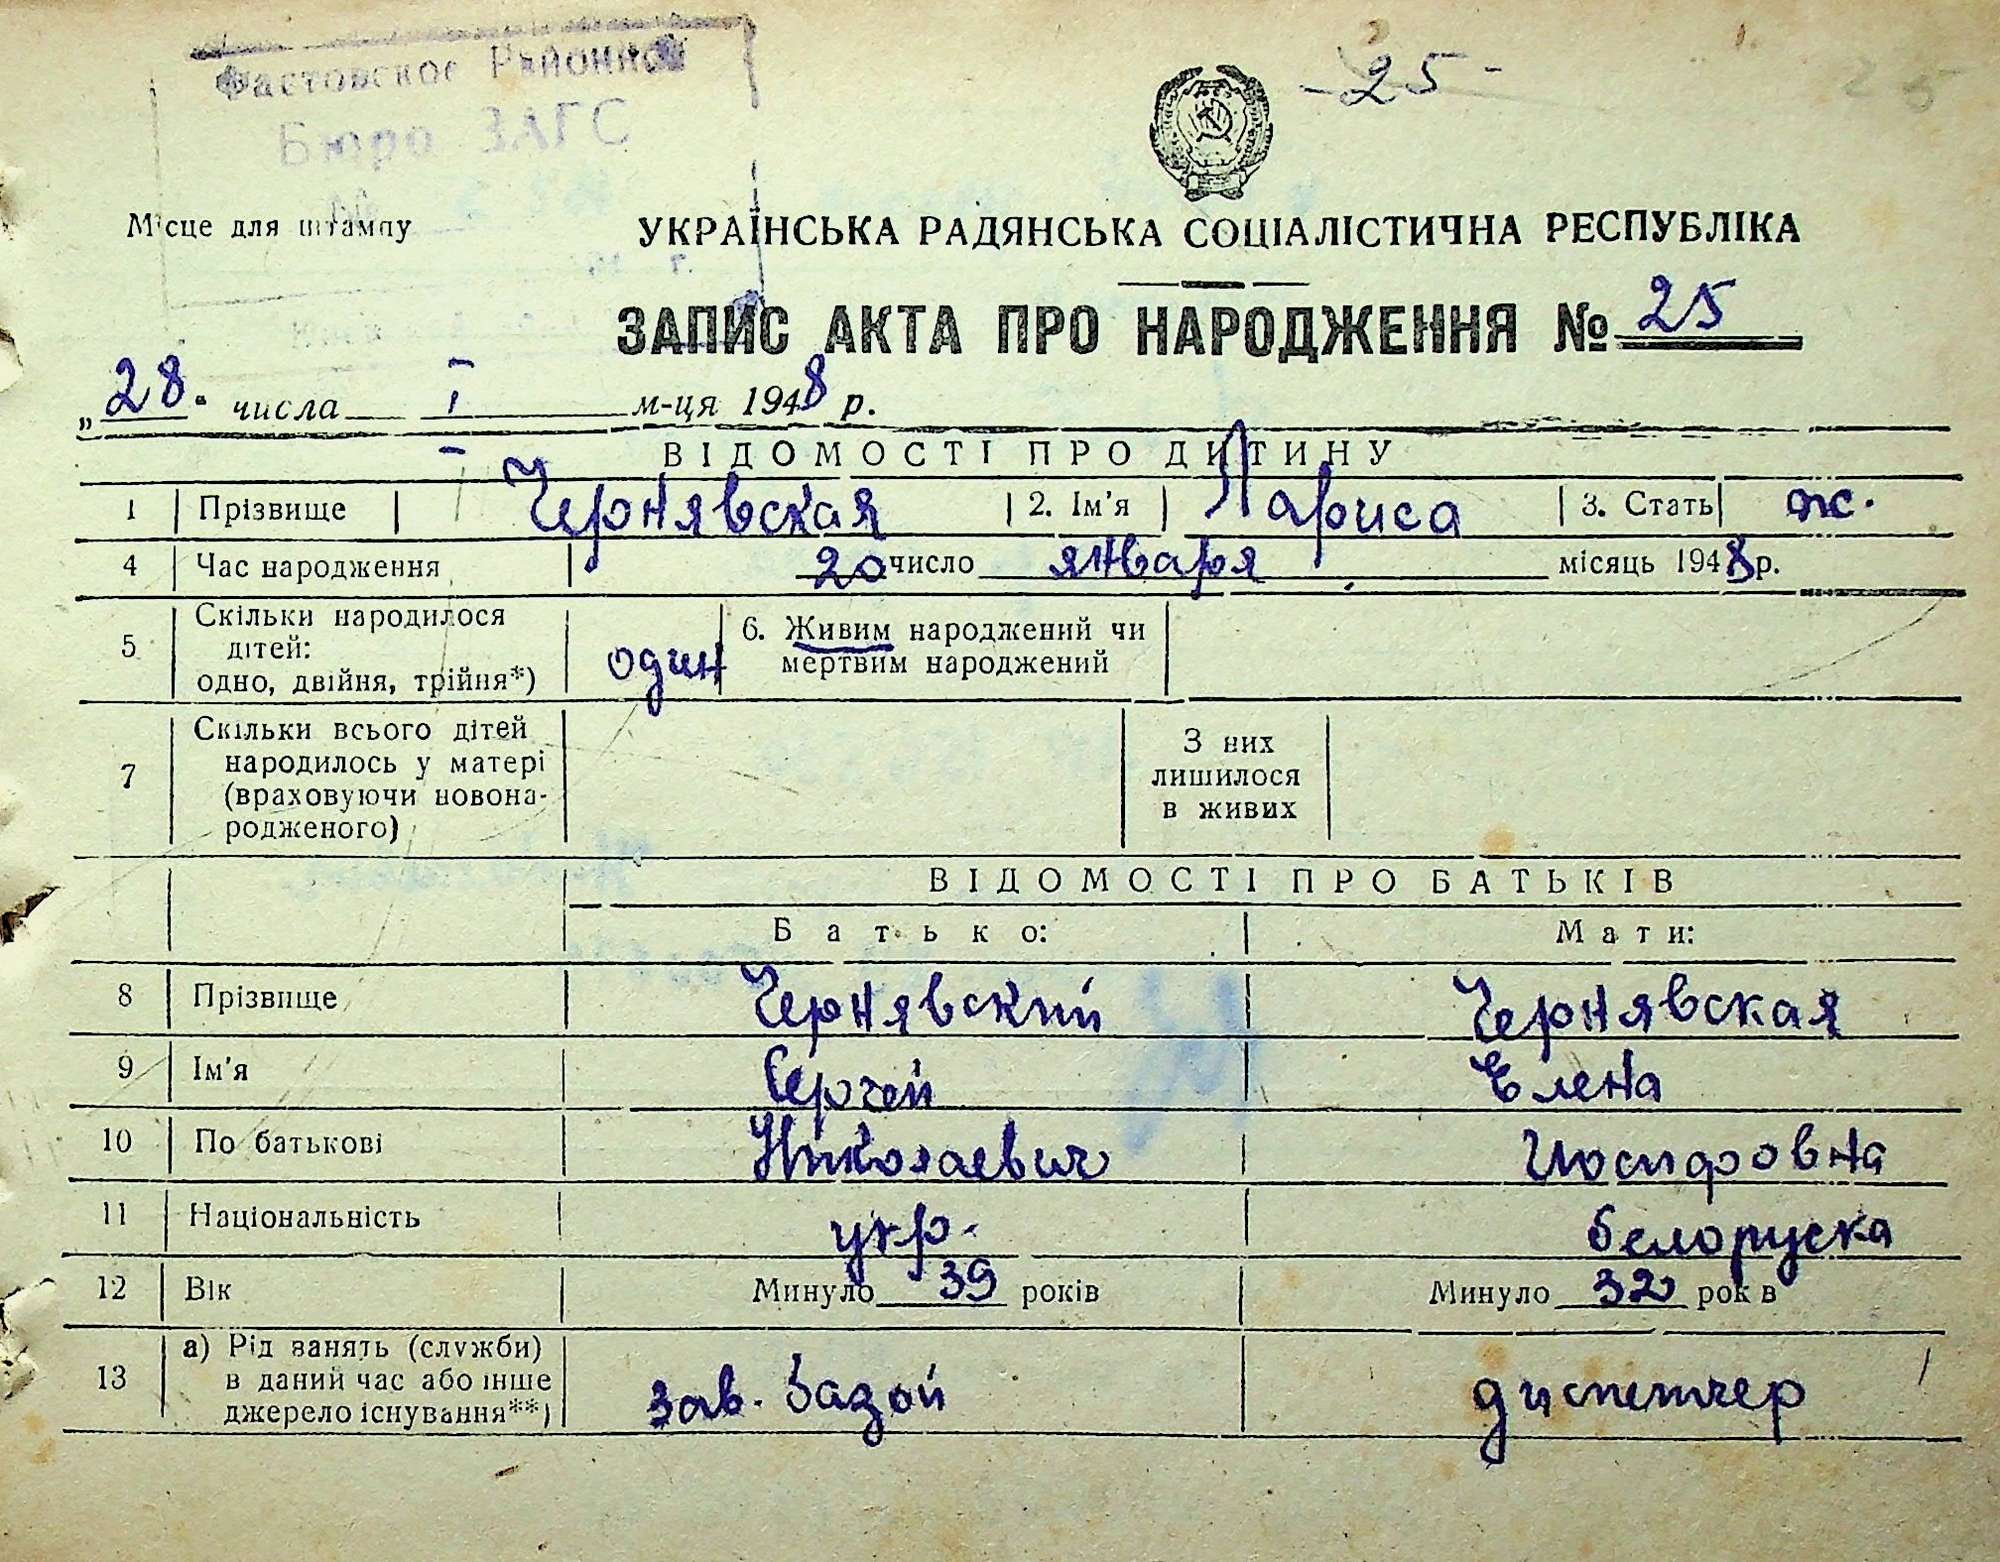 Фастовское Районное
-25-
25
Бюро ЗАГС
Місце для штампу
УКРАЇНСЬКА РАДЯНСЬКА СОЦІАЛІСТИЧНА РЕСПУБЛІКА
г.
ЗАПИС АКТА ПРО НАРОДЖЕННЯ № 25
„28" числа I м-ця 1948 р.
ВІДОМОСТІ ПРО ДИТИНУ
1 Прізвище Чернявская 2. Ім'я Лариса 3. Стать ж.
4 Час народження 20 число января місяць 1948 р.
5 Скільки народилося
дітей:
одно, двійня, трійня*)
один
6. Живим народжений чи
мертвим народжений
7 Скільки всього дітей
народилось у матері
(враховуючи новона-
родженого)
З них
лишилося
в живих
ВІДОМОСТІ ПРО БАТЬКІВ
Батько: Мати:
8 Прізвище Чернявский Чернявская
9 Ім'я Сергей Елена
10 По батькові Николаевич Иосифовна
11 Національність укр. белоруска
12 Вік Минуло 39 років Минуло 32 рок в
13 а) Рід занять (служби)
в даний час або інше
джерело існування**)
зав. базой диспетчер